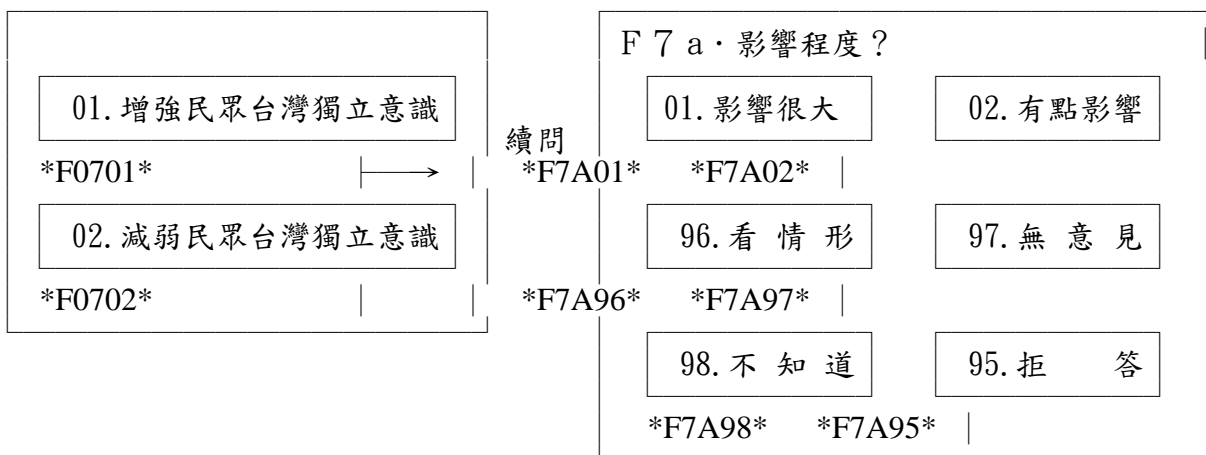 F7a.影響程度？
01.增強民眾台灣獨立意識
01.影響很大 02.有點影響
續問
*F0701* *F7A01* *F7A02*
02.減弱民眾台灣獨立意識
96.看情形 97.無意見
*F0702* *F7A96* *F7A97*
98.不知道 95.拒 答
*F7A98* *F7A95*